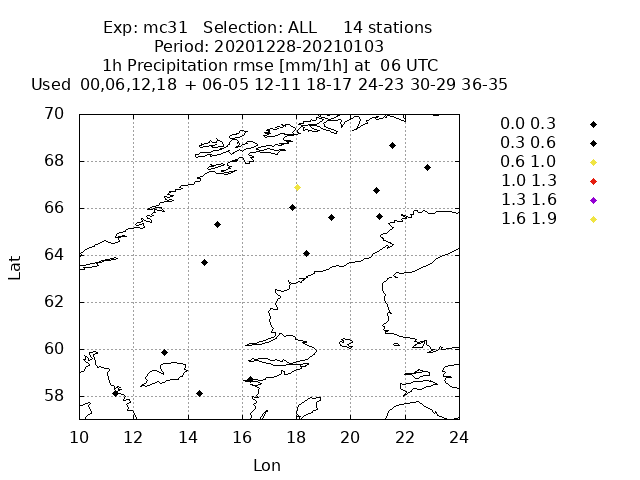 Exp: mc31 Selection: ALL 14 stations
Period: 20201228-20210103
1h Precipitation rmse [mm/1h] at 06 UTC
Used 00,06,12,18 + 06-05 12-11 18-17 24-23 30-29 36-35
70
68
66
64
62
60
58
Lat
10 12 14 16 18 20 22 24
Lon
0.0 0.3
0.3 0.6
0.6 1.0
1.0 1.3
1.3 1.6
1.6 1.9